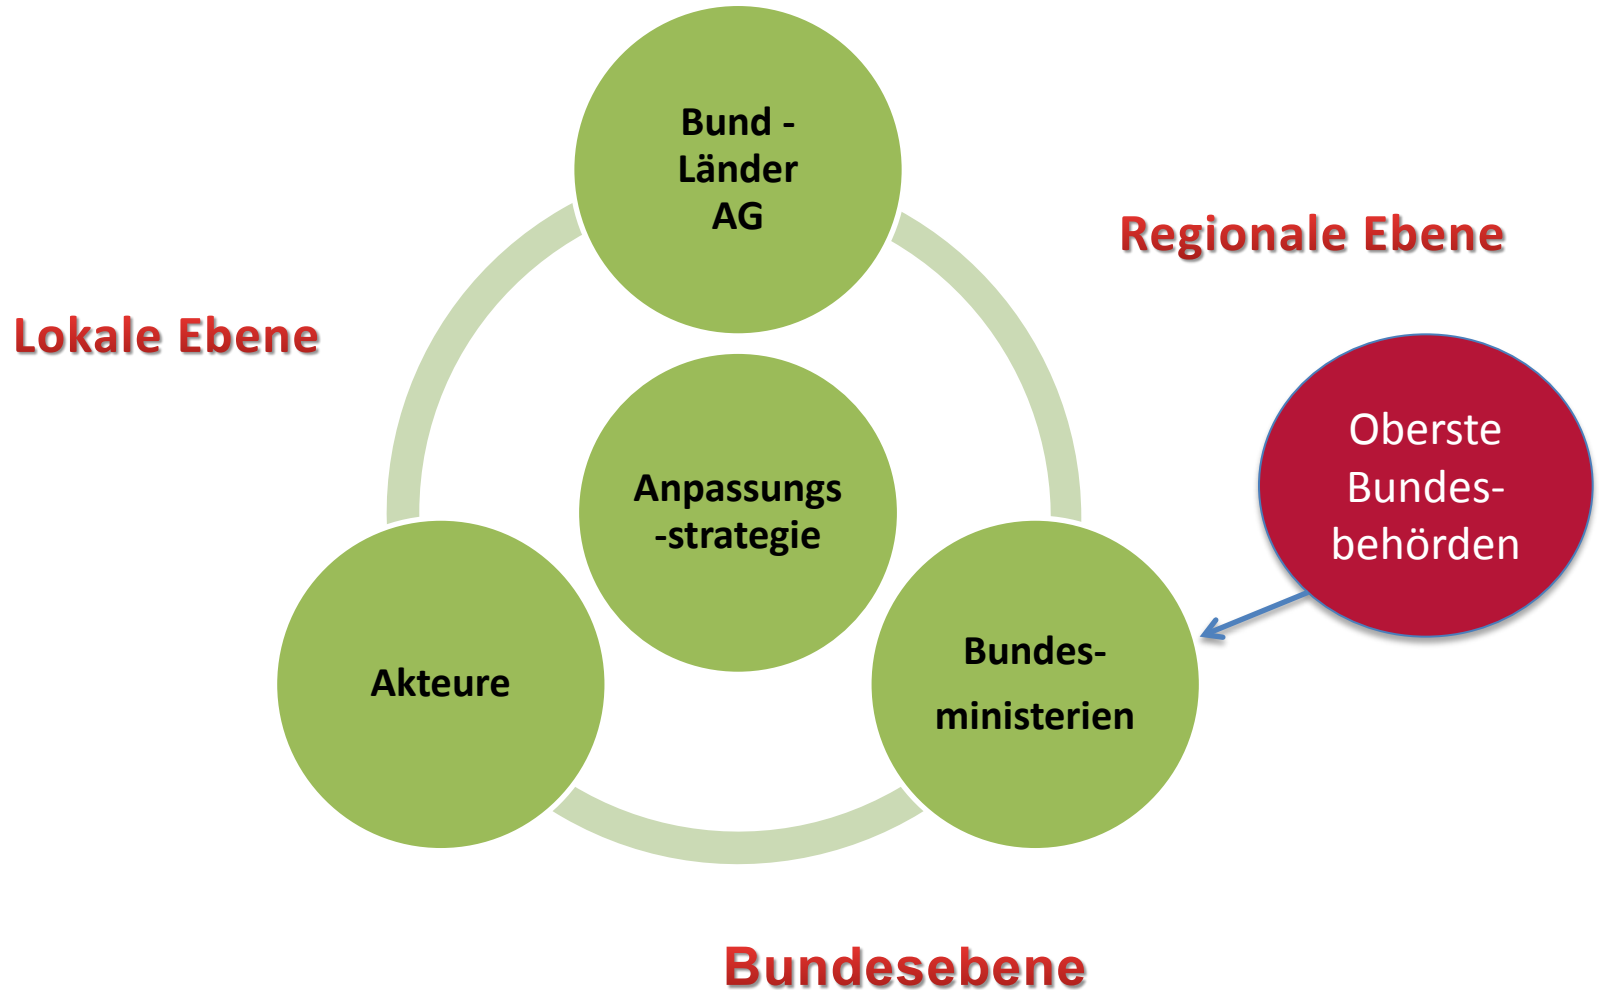 Bund -
Länder
AG
Regionale Ebene
Lokale Ebene
Oberste
Bundes-
behörden
Anpassungs
-strategie
Akteure
Bundes-
ministerien
Bundesebene